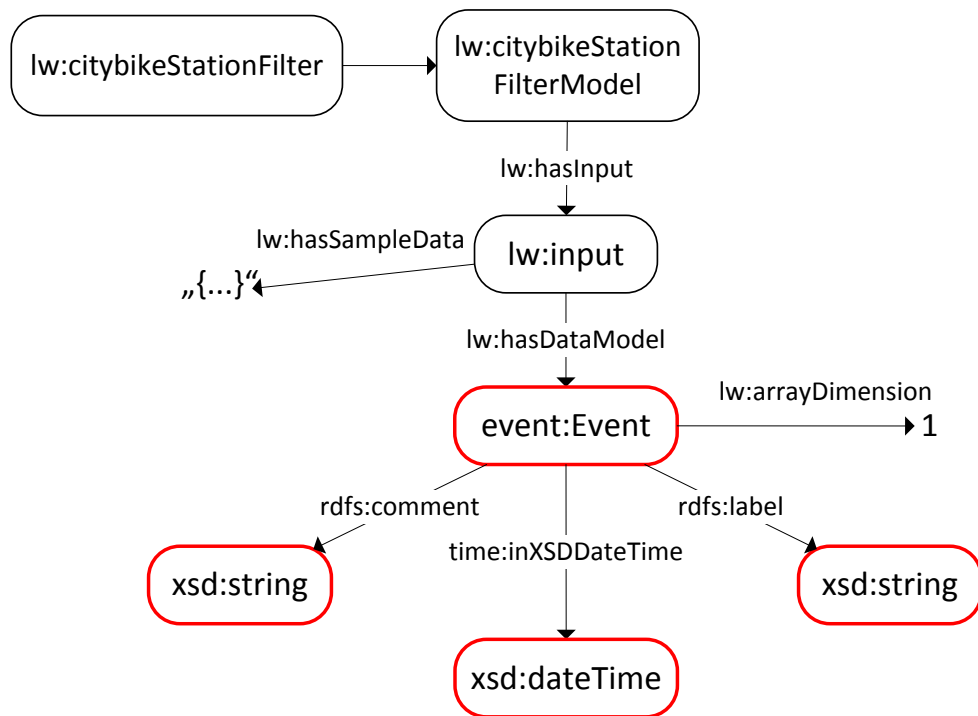 lw:citybikeStationFilter
lw:citybikeStation
FilterModel
lw:hasInput
lw:hasSampleData
lw:input
„{...}“
lw:hasDataModel
lw:arrayDimension
event:Event
1
rdfs:comment
rdfs:label
time:inXSDDateTime
xsd:string
xsd:string
xsd:dateTime